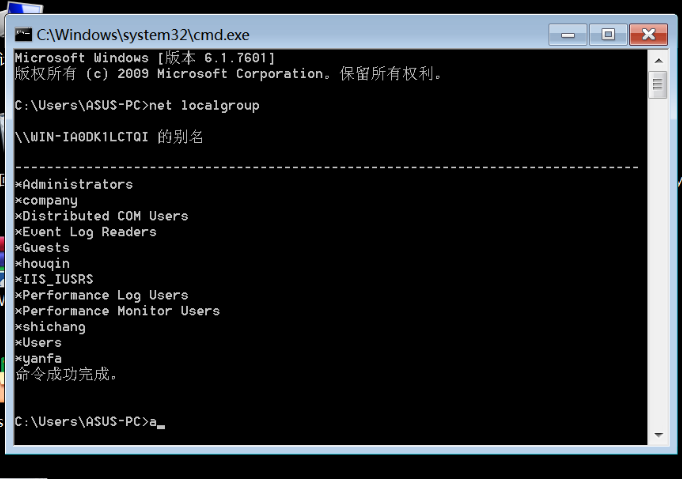 C:\Windows\system32\cmd.exe
Microsoft Windows [版本 6.1.7601]
版权所有 (c) 2009 Microsoft Corporation。保留所有权利。
C:\Users\ASUS-PC>net localgroup
\\WIN-IA0DK1LCTQI 的别名
-------------------------------------------------------------------------------
*Administrators
*company
*Distributed COM Users
*Event Log Readers
*Guests
*houqin
*IIS_IUSRS
*Performance Log Users
*Performance Monitor Users
*shichang
*Users
*yanfa
命令成功完成。
C:\Users\ASUS-PC>a_